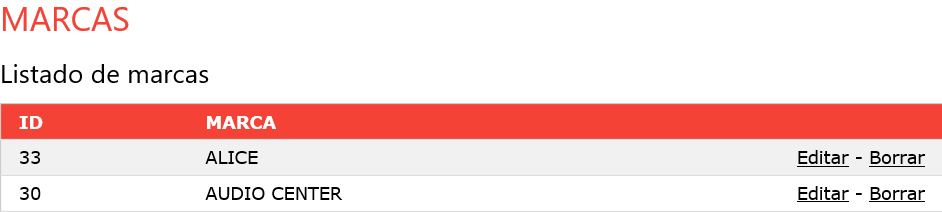 MARCAS
Listado de marcas
ID MARCA
33 ALICE Editar - Borrar
30 AUDIO CENTER Editar - Borrar